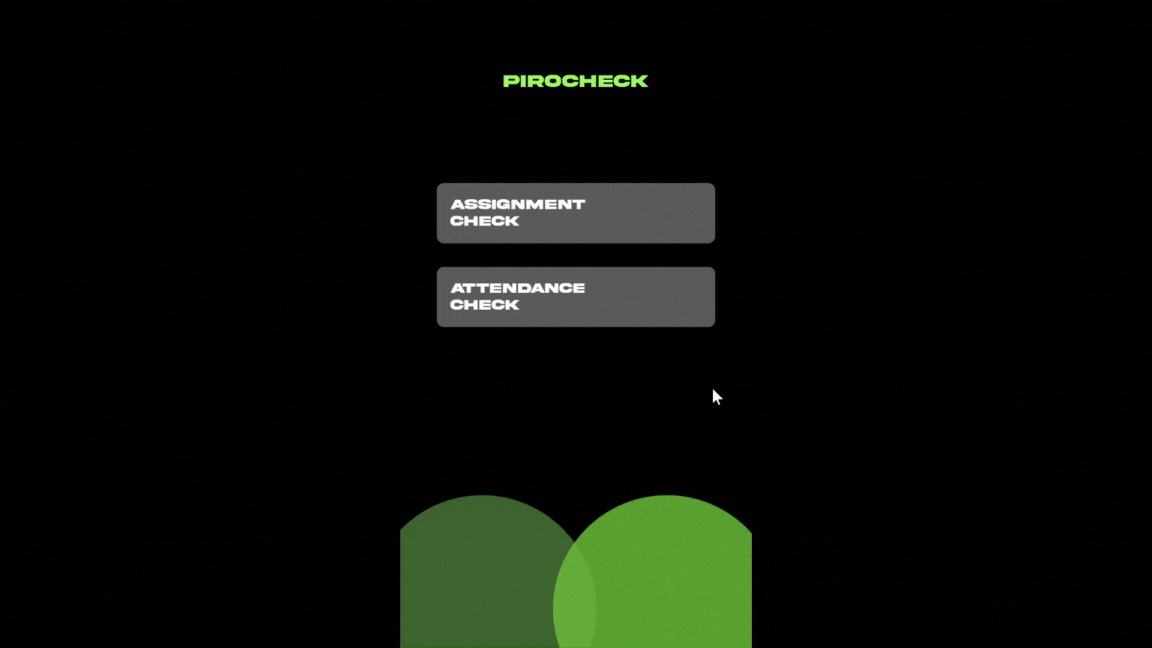 PIROCHECK
ASSIGNMENT
CHECK
ATTENDANCE
CHECK